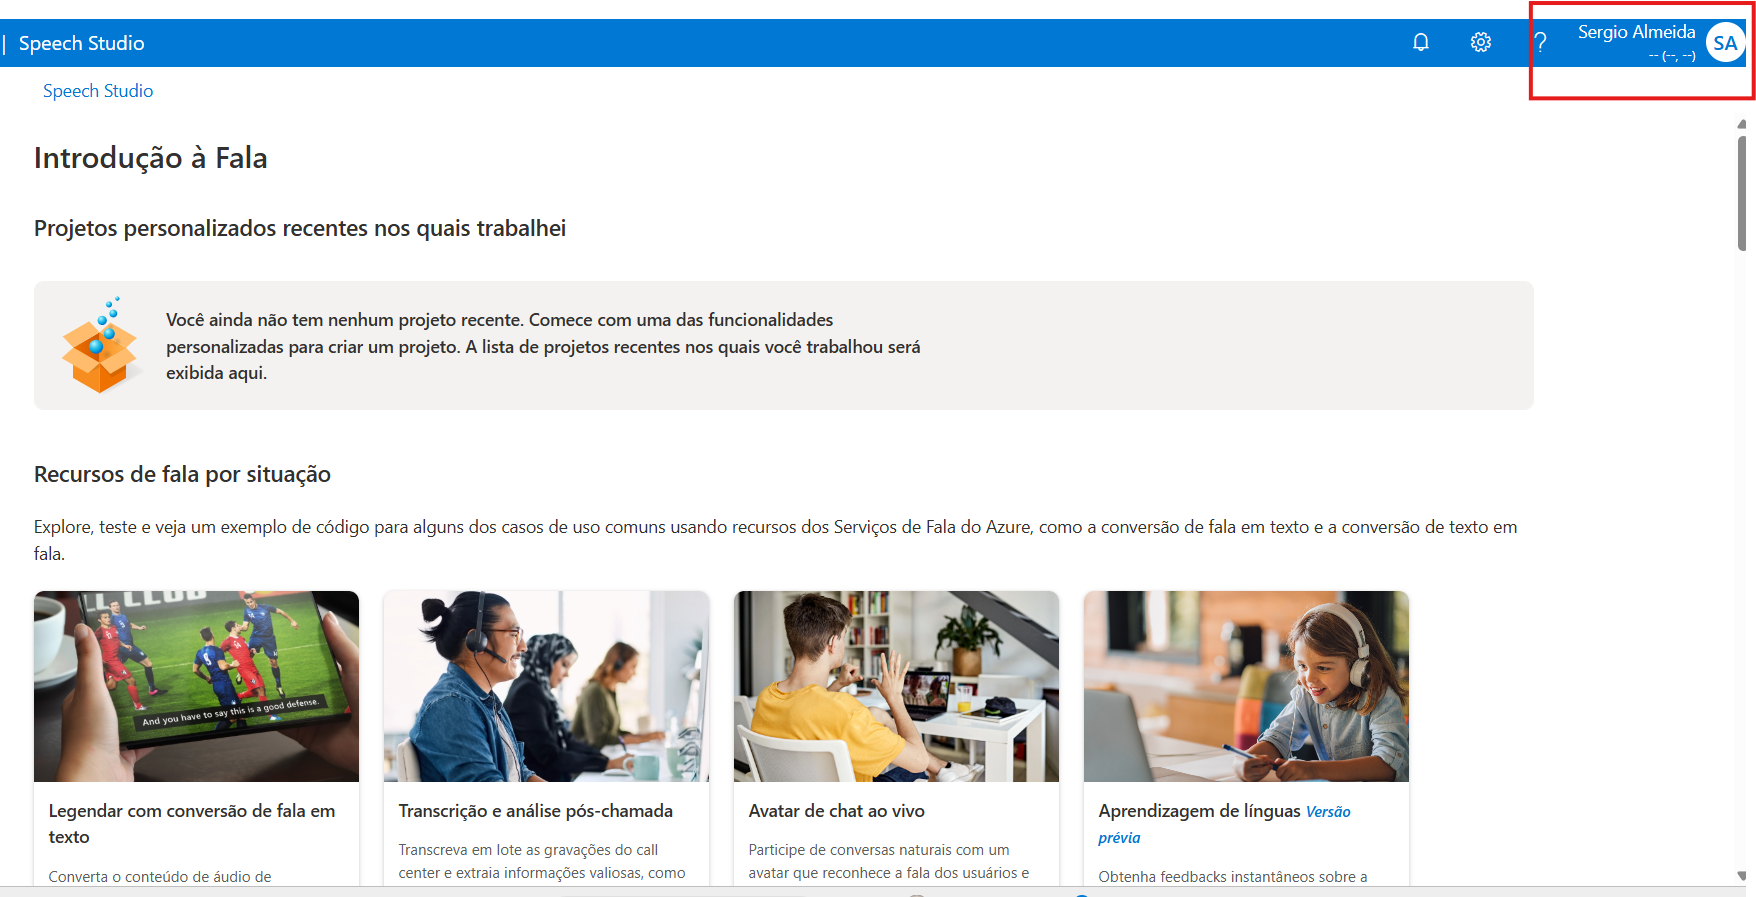 | Speech Studio
?
Sergio Almeida
-- (--, --)
SA
Speech Studio
Introdução à Fala
Projetos personalizados recentes nos quais trabalhei
Você ainda não tem nenhum projeto recente. Comece com uma das funcionalidades
personalizadas para criar um projeto. A lista de projetos recentes nos quais você trabalhou será
exibida aqui.
Recursos de fala por situação
Explore, teste e veja um exemplo de código para alguns dos casos de uso comuns usando recursos dos Serviços de Fala do Azure, como a conversão de fala em texto e a conversão de texto em
fala.
And you have to say this is a good defense.
Legendar com conversão de fala em
texto
Converta o conteúdo de áudio de
Transcrição e análise pós-chamada
Transcreva em lote as gravações do call
center e extraia informações valiosas, como
Avatar de chat ao vivo
Participe de conversas naturais com um
avatar que reconhece a fala dos usuários e
Aprendizagem de línguas Versão
prévia
Obtenha feedbacks instantâneos sobre a